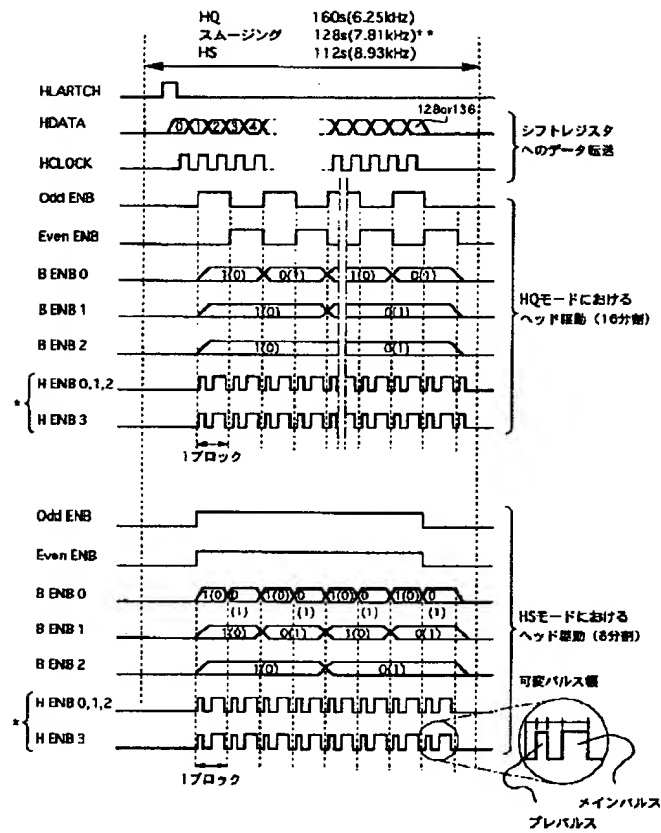 HQ 160s(6.25kHz)
スムージング 128s(7.81kHz)**
HS 112s(8.93kHz)
HLARTCH
HDATA
0 1 2 3 4
128or136
HCLOCK
シフトレジスタ
へのデータ転送
Odd ENB
Even ENB
B ENB 0
1(0) 0(1) 1(0) 0(1)
B ENB 1
1(0) 0(1)
B ENB 2
1(0) 0(1)
* H ENB 0,1,2
H ENB 3
1ブロック
HQモードにおける
ヘッド駆動(16分割)
Odd ENB
Even ENB
B ENB 0
1(0) 0 1(0) 0 1(0) 0 1(0) 0
(1) (1) (1) (1)
B ENB 1
1(0) 0(1) 1(0) 0(1)
B ENB 2
1(0) 0(1)
* H ENB 0,1,2
H ENB 3
1ブロック
HSモードにおける
ヘッド駆動(8分割)
可変パルス幅
メインパルス
プレパルス